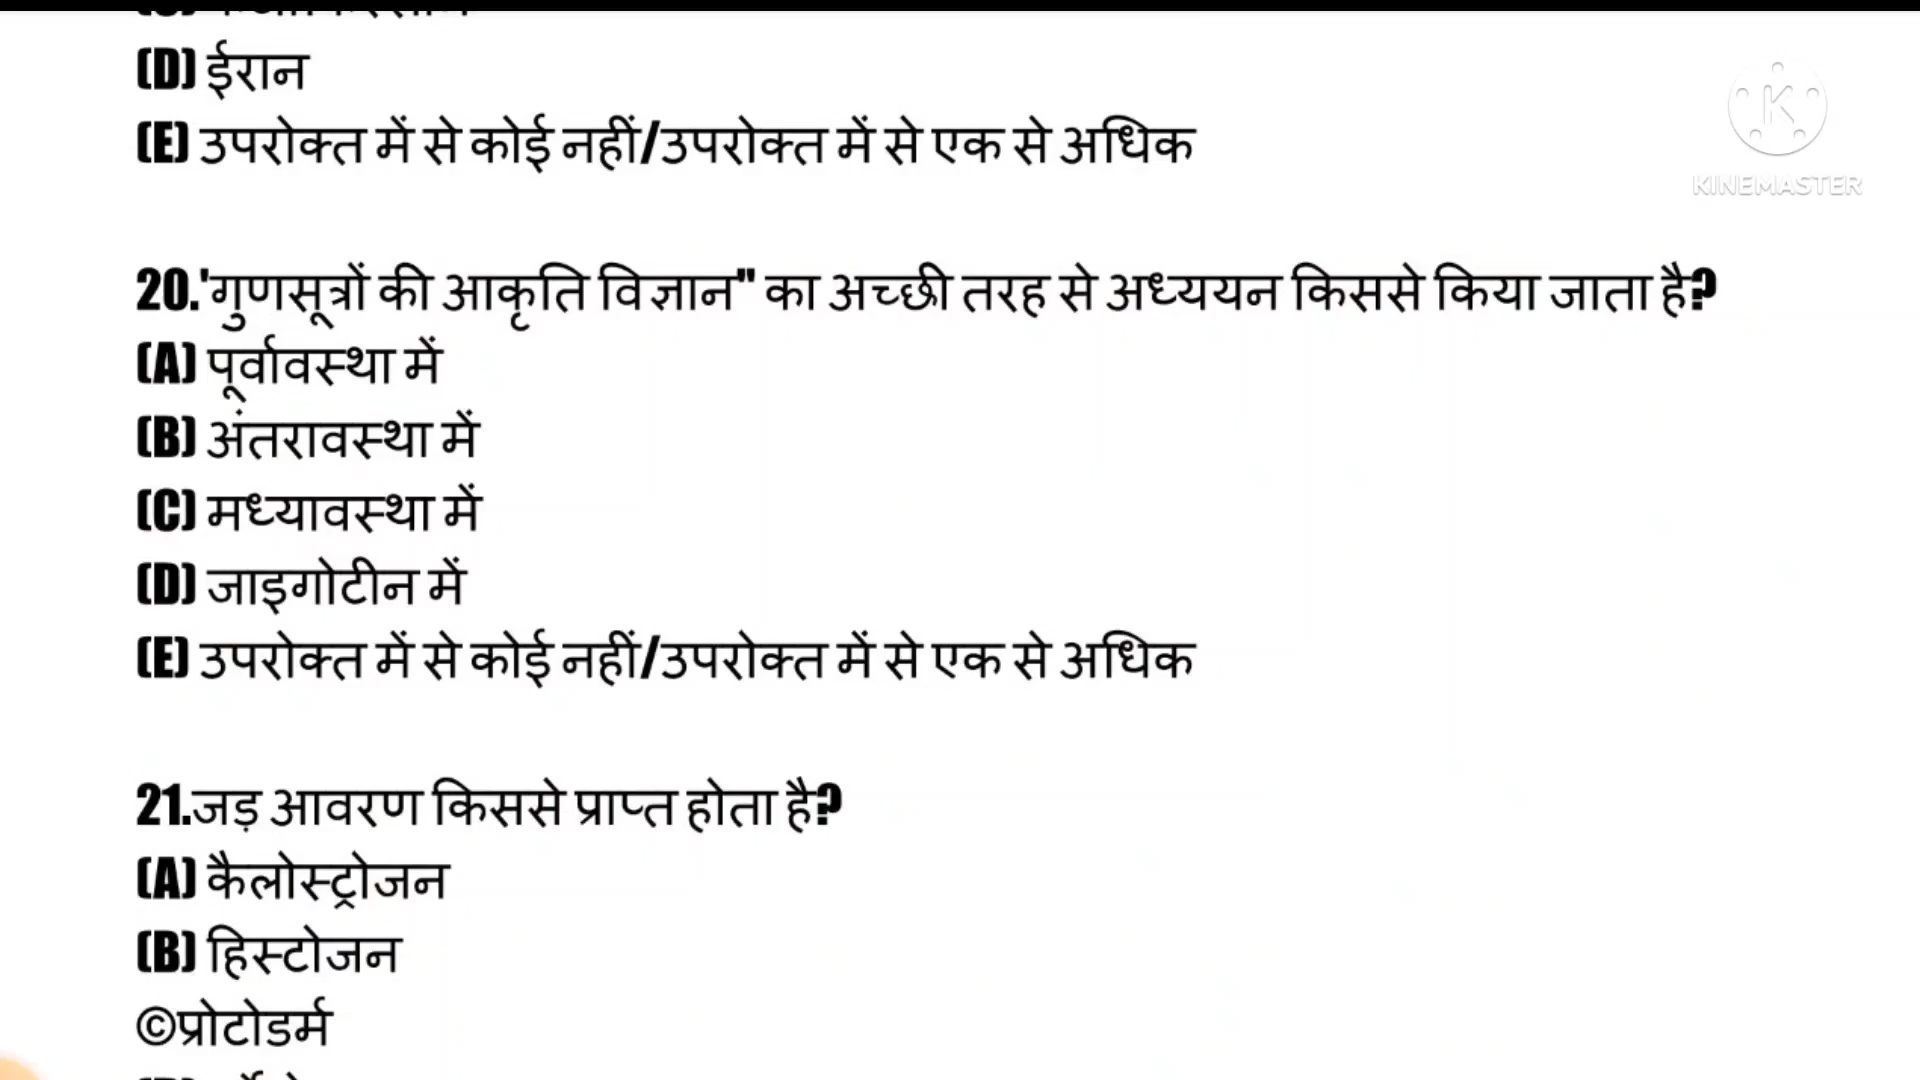 (D) ईरान
(E) उपरोक्त में से कोई नहीं/उपरोक्त में से एक से अधिक
KINEMASTER
20.'गुणसूत्रों की आकृति विज्ञान" का अच्छी तरह से अध्ययन किससे किया जाता है?
(A) पूर्वावस्था में
(B) अंतरावस्था में
(C) मध्यावस्था में
(D) जाइगोटीन में
(E) उपरोक्त में से कोई नहीं/उपरोक्त में से एक से अधिक
21.जड़ आवरण किससे प्राप्त होता है?
(A) कैलोस्ट्रोजन
(B) हिस्टोजन
©प्रोटोडर्म